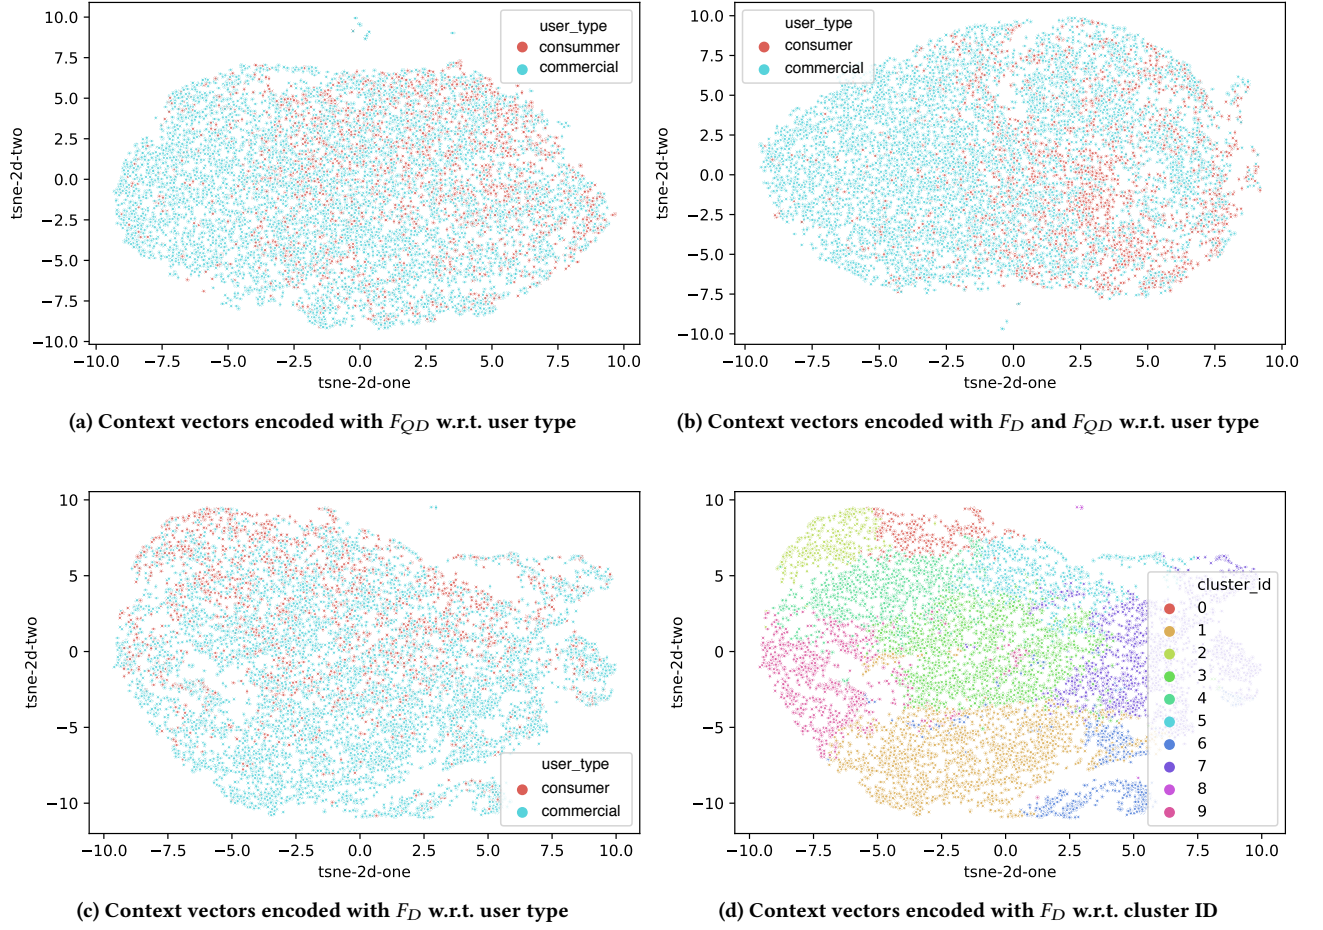 10.0
7.5
5.0
2.5
0.0
−2.5
−5.0
−7.5
−10.0
tsne-2d-two
user_type
consummer
commercial
−10.0 −7.5 −5.0 −2.5 0.0 2.5 5.0 7.5 10.0
tsne-2d-one
(a) Context vectors encoded with F_QD w.r.t. user type
10.0
7.5
5.0
2.5
0.0
−2.5
−5.0
−7.5
−10.0
tsne-2d-two
user_type
consumer
commercial
−10.0 −7.5 −5.0 −2.5 0.0 2.5 5.0 7.5 10.0
tsne-2d-one
(b) Context vectors encoded with F_D and F_QD w.r.t. user type
10
5
0
−5
−10
tsne-2d-two
user_type
consumer
commercial
−10.0 −7.5 −5.0 −2.5 0.0 2.5 5.0 7.5 10.0
tsne-2d-one
(c) Context vectors encoded with F_D w.r.t. user type
10
5
0
−5
−10
tsne-2d-two
cluster_id
0
1
2
3
4
5
6
7
8
9
−10.0 −7.5 −5.0 −2.5 0.0 2.5 5.0 7.5 10.0
tsne-2d-one
(d) Context vectors encoded with F_D w.r.t. cluster ID